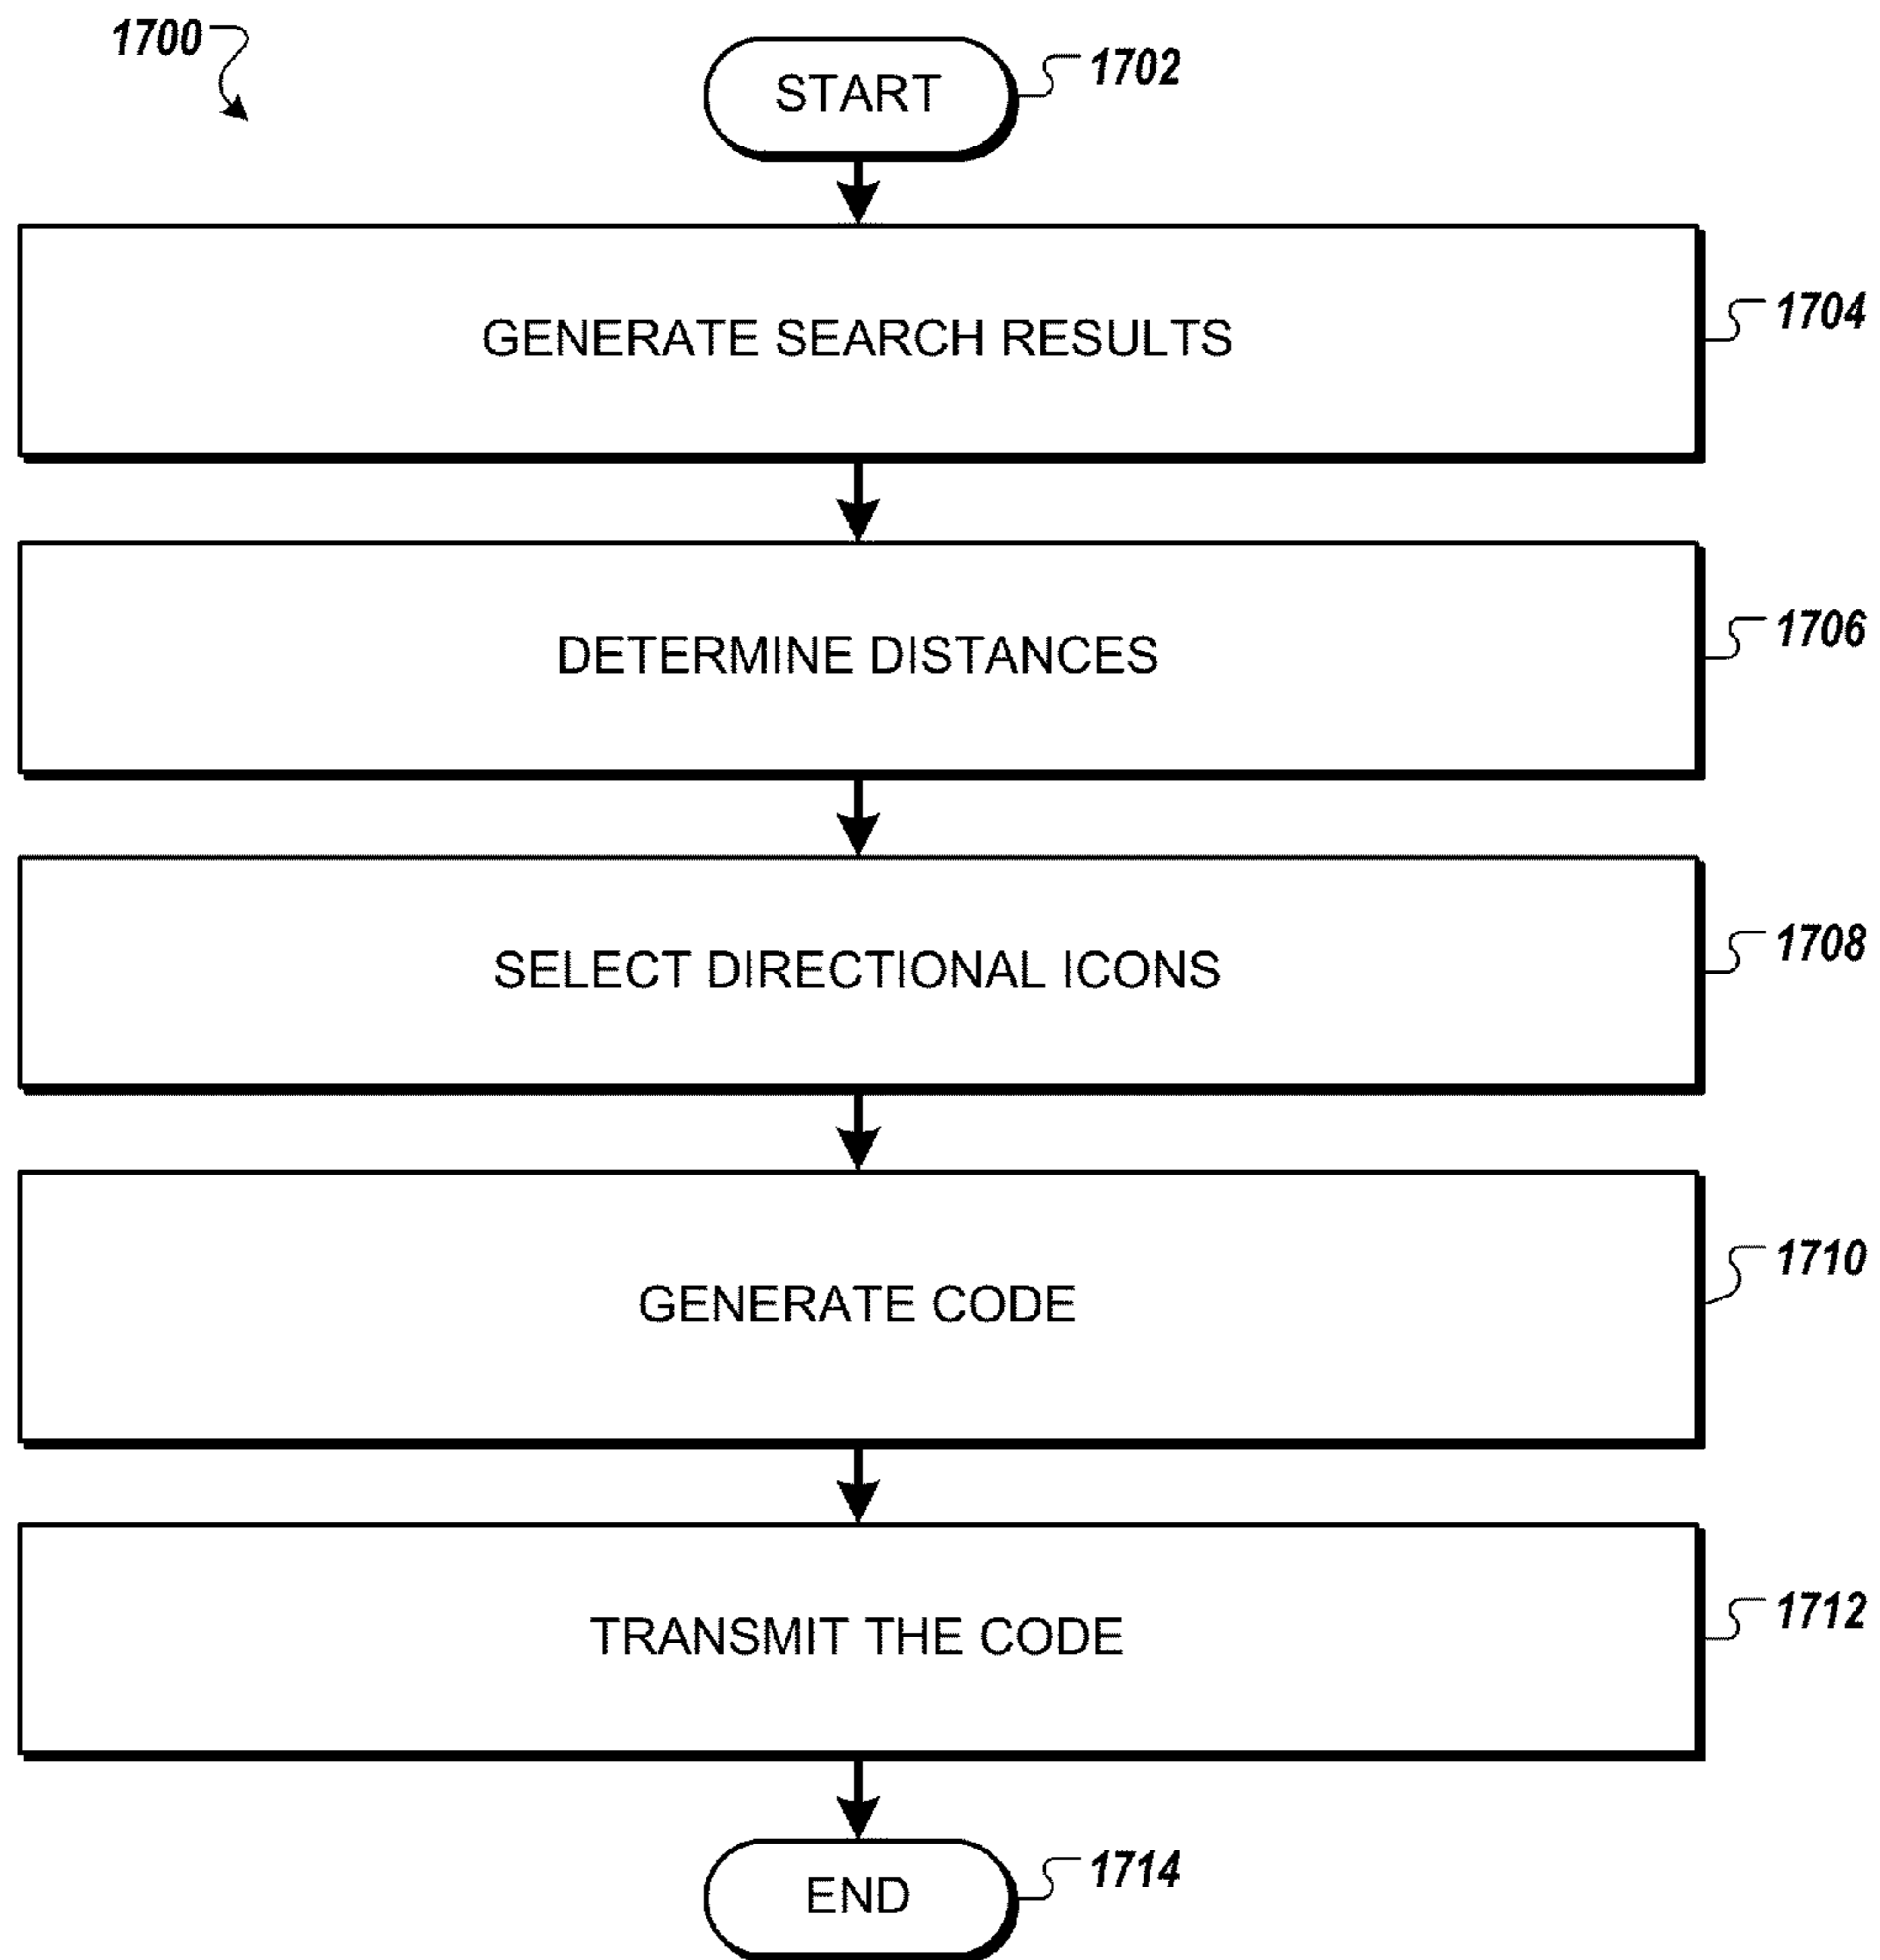 1700
START
1702
GENERATE SEARCH RESULTS
1704
DETERMINE DISTANCES
1706
SELECT DIRECTIONAL ICONS
1708
GENERATE CODE
1710
TRANSMIT THE CODE
1712
END
1714